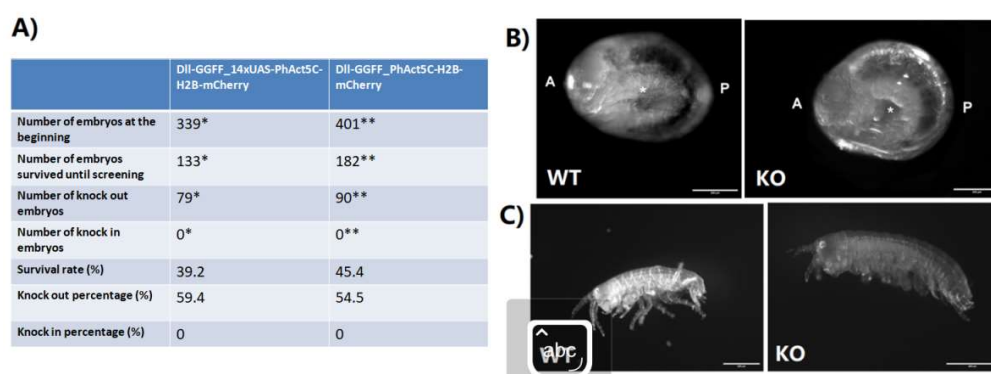 A)
Dll-GGFF_14xUAS-PhAct5C-H2B-mCherry
Dll-GGFF_PhAct5C-H2B-mCherry
Number of embryos at the beginning 339* 401**
Number of embryos survived until screening 133* 182**
Number of knock out embryos 79* 90**
Number of knock in embryos 0* 0**
Survival rate (%) 39.2 45.4
Knock out percentage (%) 59.4 54.5
Knock in percentage (%) 0 0
B)
A * P
WT
A * P
KO
C)
WT
abc
KO